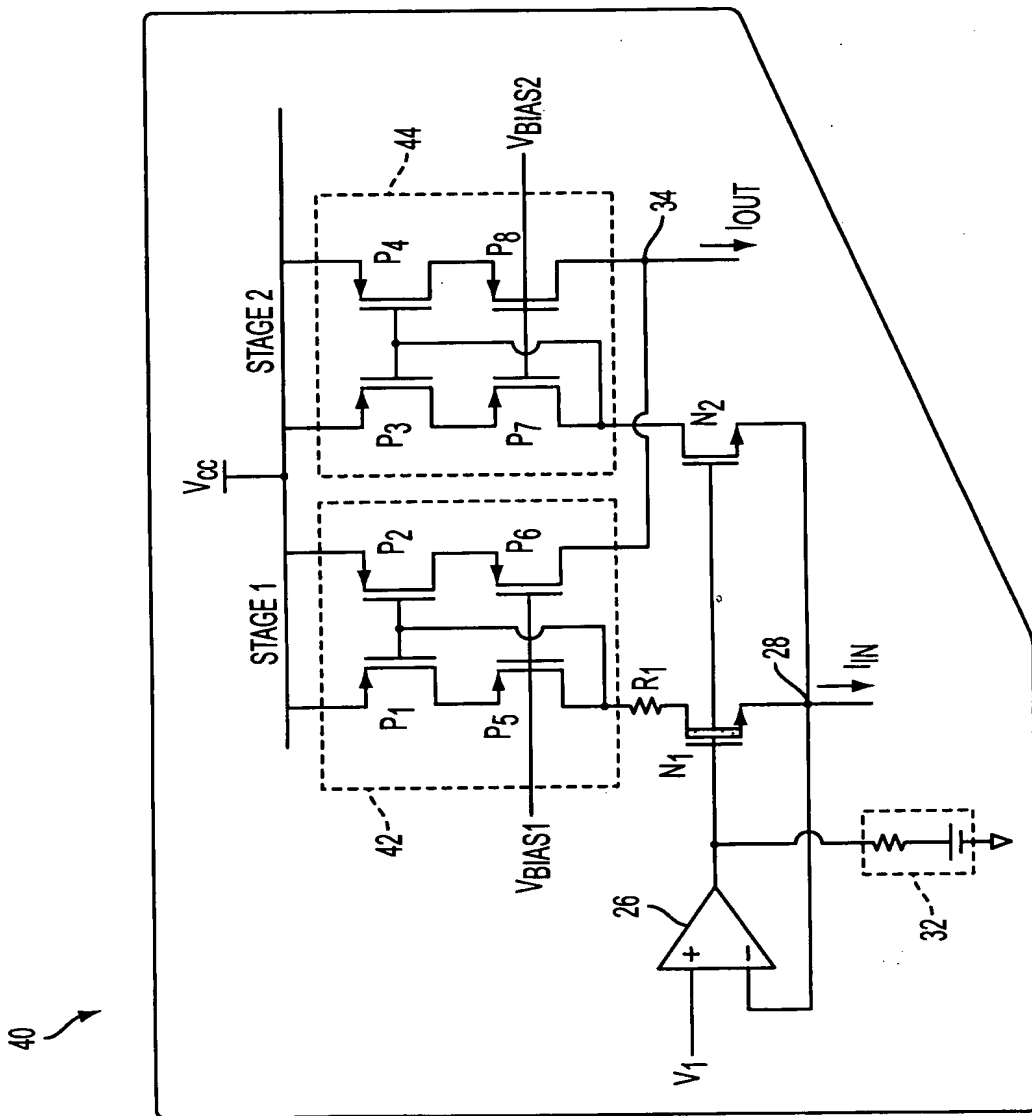 40
VCC
STAGE 1
STAGE 2
44
P1
P2
P3
P4
P5
P6
P7
P8
42
VBIAS1
VBIAS2
34
IOUT
R1
N1
N2
28
IIN
26
+
−
V1
32